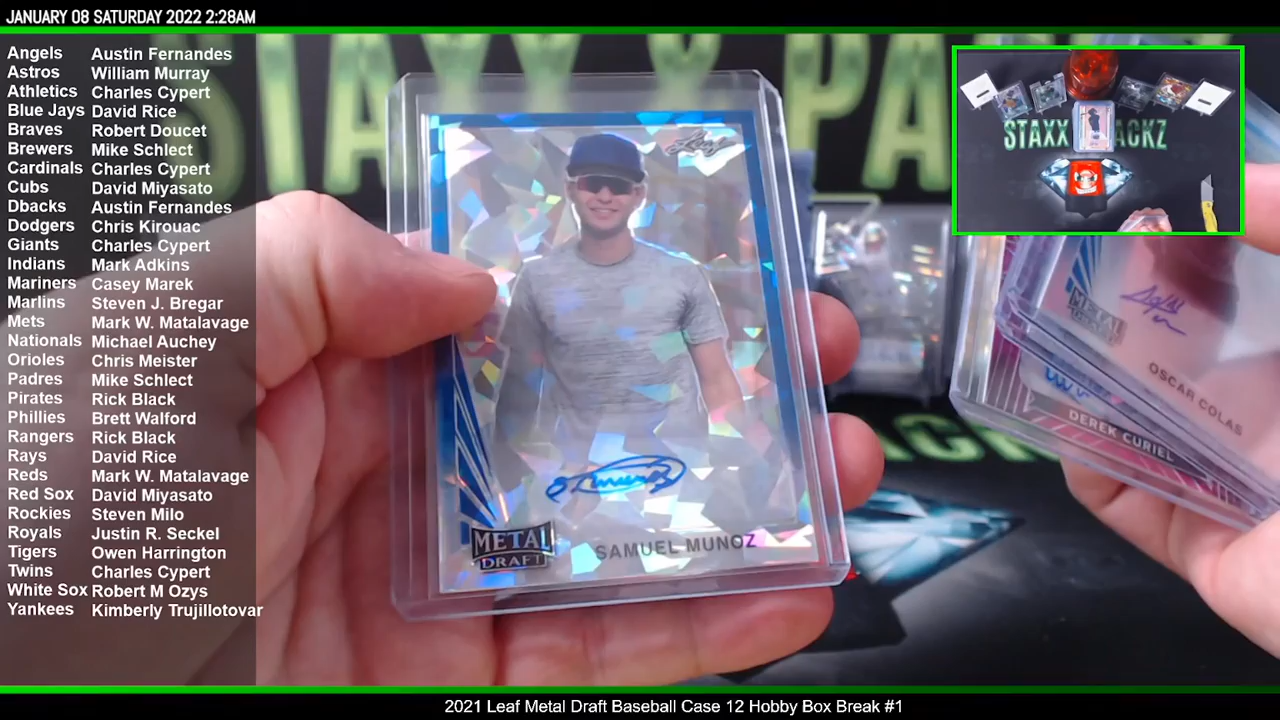 JANUARY 08 SATURDAY 2022 2:28AM
Angels Austin Fernandes
Astros William Murray
Athletics Charles Cypert
Blue Jays David Rice
Braves Robert Doucet
Brewers Mike Schlect
Cardinals Charles Cypert
Cubs David Miyasato
Dbacks Austin Fernandes
Dodgers Chris Kirouac
Giants Charles Cypert
Indians Mark Adkins
Mariners Casey Marek
Marlins Steven J. Bregar
Mets Mark W. Matalavage
Nationals Michael Auchey
Orioles Chris Meister
Padres Mike Schlect
Pirates Rick Black
Phillies Brett Walford
Rangers Rick Black
Rays David Rice
Reds Mark W. Matalavage
Red Sox David Miyasato
Rockies Steven Milo
Royals Justin R. Seckel
Tigers Owen Harrington
Twins Charles Cypert
White Sox Robert M Ozys
Yankees Kimberly Trujillotovar
STAXX
Leaf
METAL
DRAFT
SAMUEL MUNOZ
STAXX
ACKZ
METAL
DRAFT
OSCAR COLAS
DEREK CURIEL
2021 Leaf Metal Draft Baseball Case 12 Hobby Box Break #1